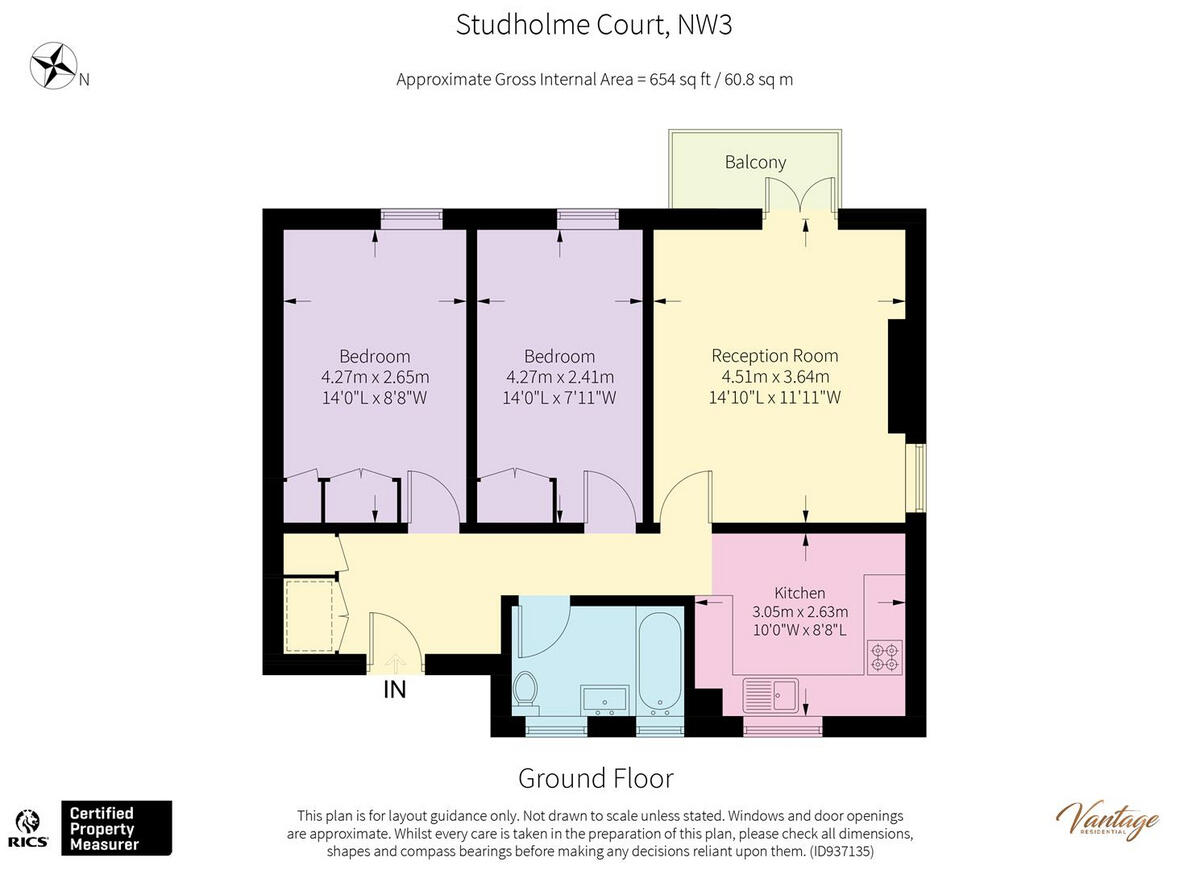 Studholme Court, NW3
N
Approximate Gross Internal Area = 654 sq ft / 60.8 sq m
Balcony
Bedroom
4.27m x 2.65m
14'0"L x 8'8"W
Bedroom
4.27m x 2.41m
14'0"L x 7'11"W
Reception Room
4.51m x 3.64m
14'10"L x 11'11"W
Kitchen
3.05m x 2.63m
10'0"W x 8'8"L
IN
Ground Floor
This plan is for layout guidance only. Not drawn to scale unless stated. Windows and door openings
are approximate. Whilst every care is taken in the preparation of this plan, please check all dimensions,
shapes and compass bearings before making any decisions reliant upon them. (ID937135)
RICS
Certified
Property
Measurer
Vantage
RESIDENTIAL